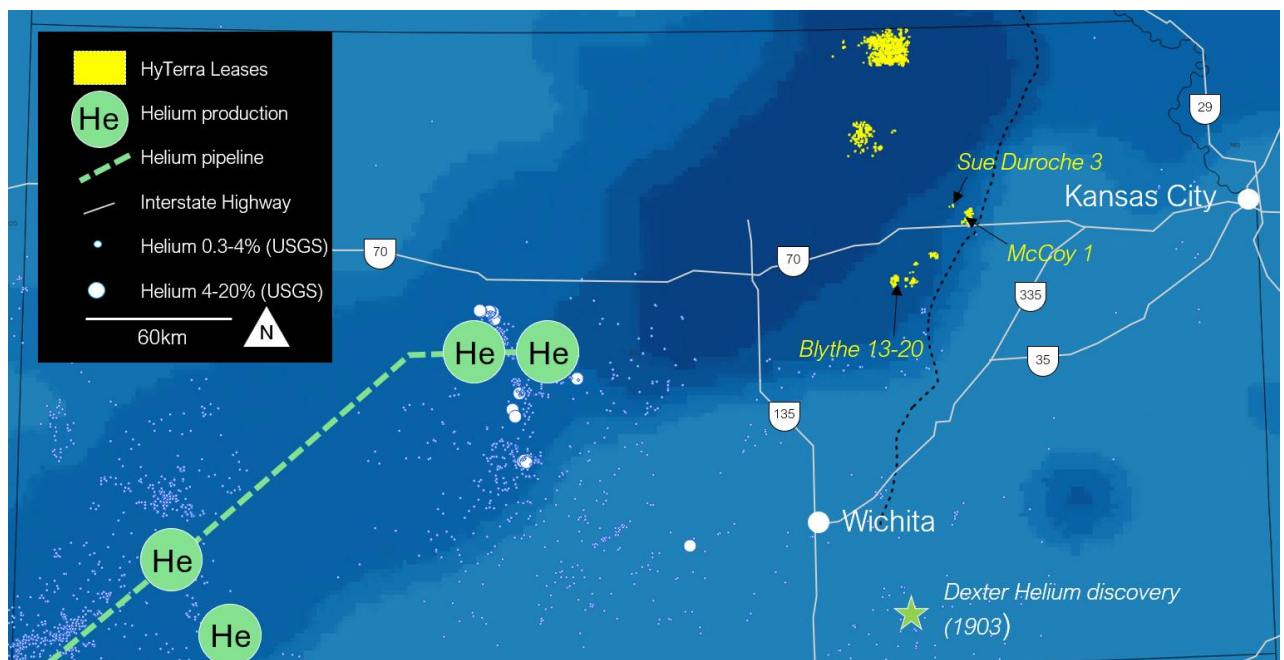 HyTerra Leases
He
Helium production
Helium pipeline
Interstate Highway
Helium 0.3-4% (USGS)
Helium 4-20% (USGS)
60km
N
29
Sue Duroche 3
Kansas City
70
70
McCoy 1
335
Blythe 13-20
He
He
35
135
Wichita
He
Dexter Helium discovery
(1903)
He